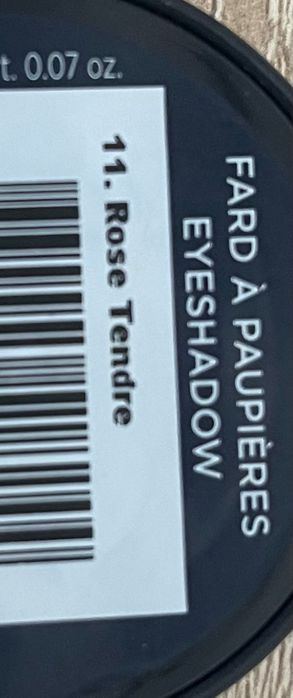 FARD À PAUPIÈRES
EYESHADOW
11. Rose Tendre
t. 0.07 oz.